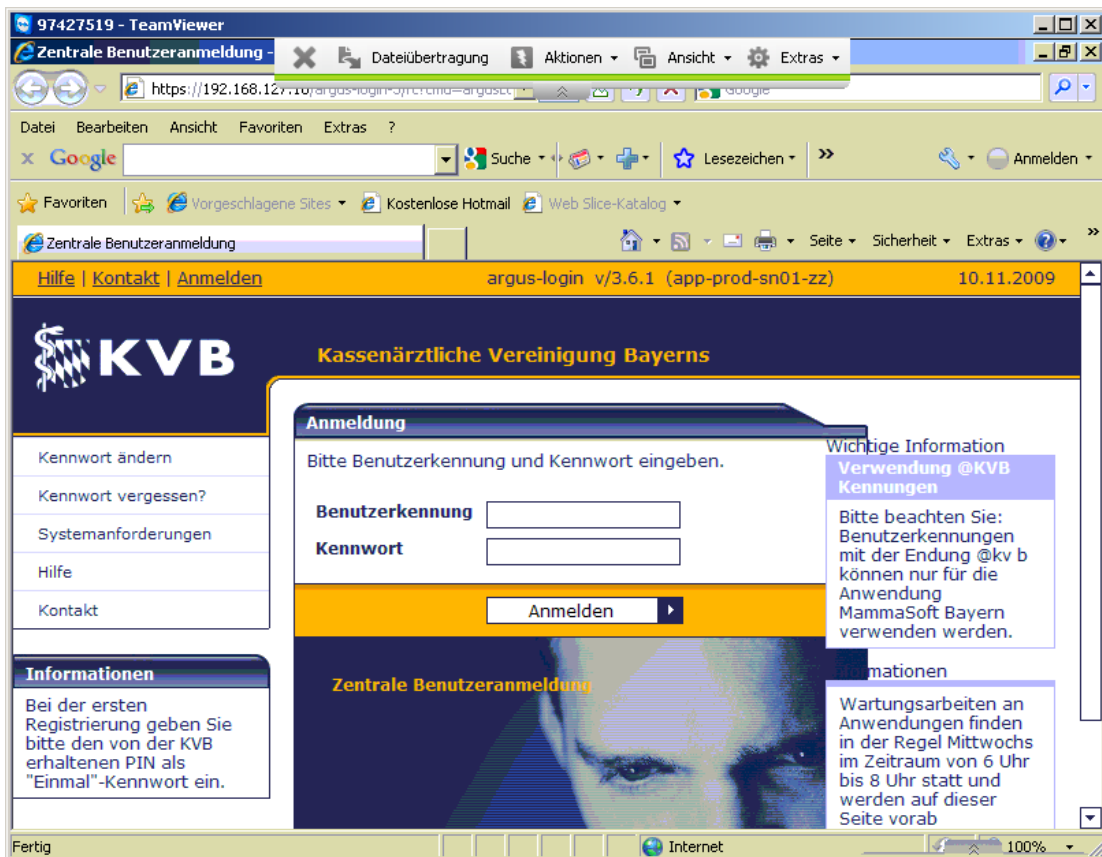 97427519 - TeamViewer
Zentrale Benutzeranmeldung -
Dateiübertragung Aktionen Ansicht Extras
Datei Bearbeiten Ansicht Favoriten Extras ?
x Google Suche Lesezeichen » Anmelden
Favoriten Vorgeschlagene Sites Kostenlose Hotmail Web Slice-Katalog
Zentrale Benutzeranmeldung Seite Sicherheit Extras »
Hilfe | Kontakt | Anmelden argus-login v/3.6.1 (app-prod-sn01-zz) 10.11.2009
KVB
Kassenärztliche Vereinigung Bayerns
Kennwort ändern
Kennwort vergessen?
Systemanforderungen
Hilfe
Kontakt
Informationen
Bei der ersten
Registrierung geben Sie
bitte den von der KVB
erhaltenen PIN als
"Einmal"-Kennwort ein.
Anmeldung
Bitte Benutzerkennung und Kennwort eingeben.
Benutzerkennung
Kennwort
Anmelden
Zentrale Benutzeranmeldung
Wichtige Information
Verwendung @KVB
Kennungen
Bitte beachten Sie:
Benutzerkennungen
mit der Endung @kv b
können nur für die
Anwendung
MammaSoft Bayern
verwenden werden.
Informationen
Wartungsarbeiten an
Anwendungen finden
in der Regel Mittwochs
im Zeitraum von 6 Uhr
bis 8 Uhr statt und
werden auf dieser
Seite vorab
Fertig Internet 100%